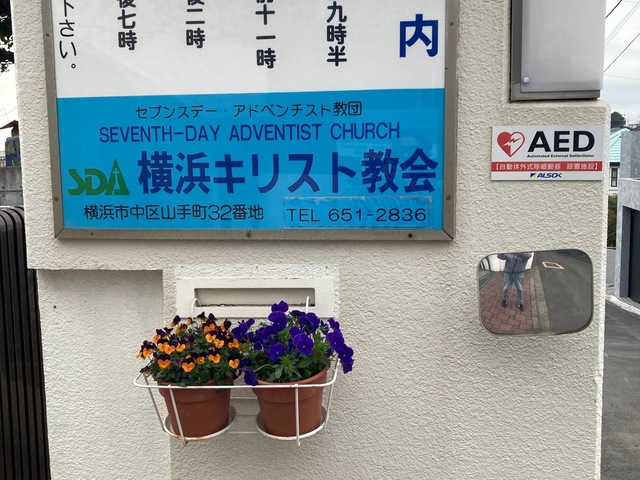 内
九時半
前十一時
後二時
後七時
下さい。
セブンスデー・アドベンチスト教団
SEVENTH-DAY ADVENTIST CHURCH
SDA 横浜キリスト教会
横浜市中区山手町32番地 TEL 651-2836
AED
Automated External Defibrillator
【自動体外式除細動器 設置施設】
ALSOK